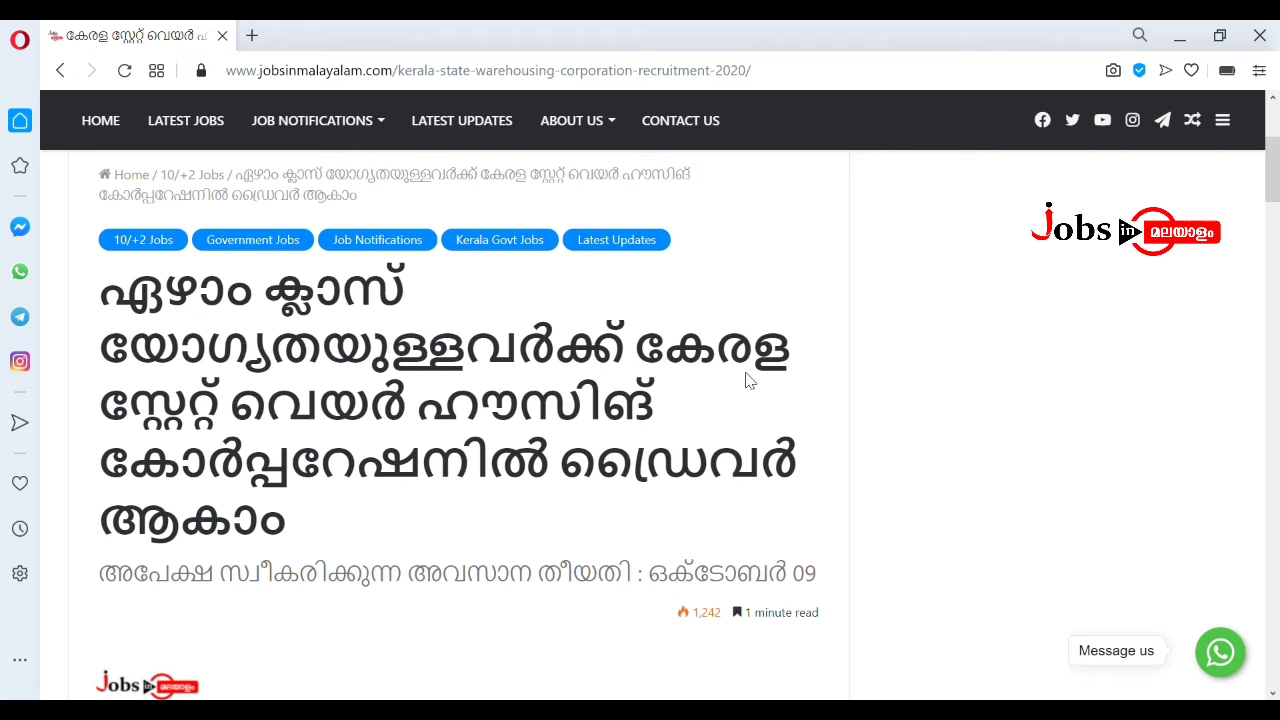 കേരള സ്റ്റേറ്റ് വെയർ ഹ
www.jobsinmalayalam.com/kerala-state-warehousing-corporation-recruitment-2020/
HOME LATEST JOBS JOB NOTIFICATIONS LATEST UPDATES ABOUT US CONTACT US
Home / 10/+2 Jobs / ഏഴാം ക്ലാസ് യോഗ്യതയുള്ളവർക്ക് കേരള സ്റ്റേറ്റ് വെയർ ഹൗസിങ്
കോർപ്പറേഷനിൽ ഡ്രൈവർ ആകാം
Jobs in മലയാളം
10/+2 Jobs Government Jobs Job Notifications Kerala Govt Jobs Latest Updates
ഏഴാം ക്ലാസ്
യോഗ്യതയുള്ളവർക്ക് കേരള
സ്റ്റേറ്റ് വെയർ ഹൗസിങ്
കോർപ്പറേഷനിൽ ഡ്രൈവർ
ആകാം
അപേക്ഷ സ്വീകരിക്കുന്ന അവസാന തീയതി : ഒക്ടോബർ 09
1,242 1 minute read
Message us
Jobs in മലയാളം